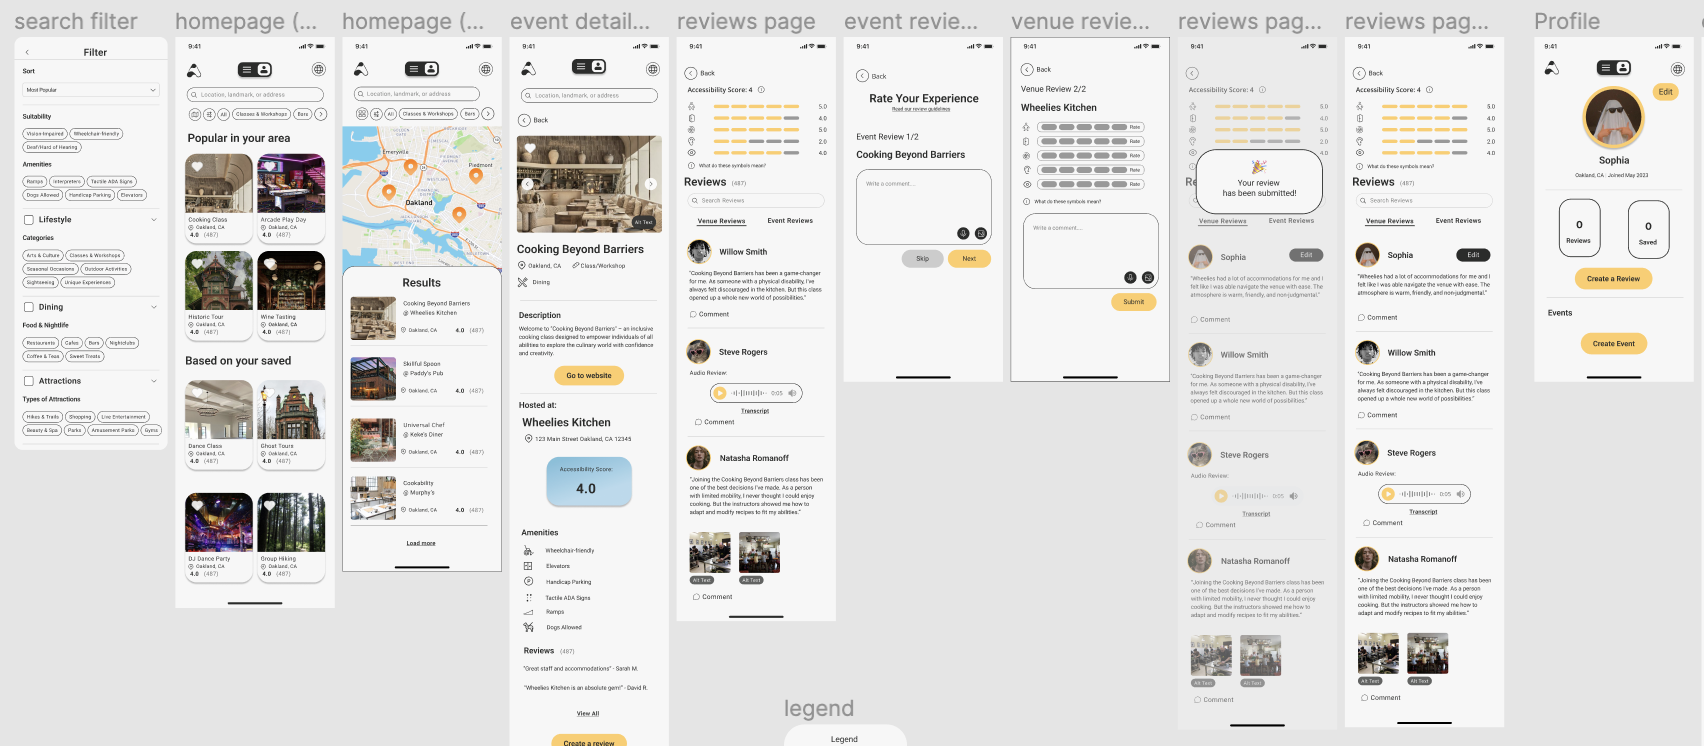 search filter
Filter
Sort
Most Popular
Suitability
Vision-Impaired
Wheelchair-friendly
Deaf/Hard of Hearing
Amenities
Ramps
Interpreters
Tactile ADA Signs
Dogs Allowed
Handicap Parking
Elevators
Lifestyle
Categories
Arts & Culture
Classes & Workshops
Seasonal Occasions
Outdoor Activities
Sightseeing
Unique Experiences
Dining
Food & Nightlife
Restaurants
Cafes
Bars
Nightclubs
Coffee & Teas
Sweet Treats
Attractions
Types of Attractions
Hikes & Trails
Shopping
Live Entertainment
Beauty & Spa
Parks
Amusement Parks
Gyms
homepage (...
9:41
Location, landmark, or address
All
Classes & Workshops
Bars
Popular in your area
Cooking Class
Oakland, CA
4.0 (487)
Arcade Play Day
Oakland, CA
4.0 (487)
Historic Tour
Oakland, CA
4.0 (487)
Wine Tasting
Oakland, CA
4.0 (487)
Based on your saved
Dance Class
Oakland, CA
4.0 (487)
Ghost Tours
Oakland, CA
4.0 (487)
DJ Dance Party
Oakland, CA
4.0 (487)
Group Hiking
Oakland, CA
4.0 (487)
homepage (...
9:41
Location, landmark, or address
All
Classes & Workshops
Bars
Emeryville
Piedmont
Oakland
Results
Cooking Beyond Barriers
@ Wheelies Kitchen
Oakland, CA 4.0 (487)
Skillful Spoon
@ Paddy's Pub
Oakland, CA 4.0 (487)
Universal Chef
@ Keke's Diner
Oakland, CA 4.0 (487)
Cookability
@ Murphy's
Oakland, CA 4.0 (487)
Load more
event detail...
9:41
Location, landmark, or address
Back
Alt Text
Cooking Beyond Barriers
Oakland, CA
Class/Workshop
Dining
Description
Welcome to "Cooking Beyond Barriers" – an inclusive
cooking class designed to empower individuals of all
abilities to explore the culinary world with confidence
and creativity.
Go to website
Hosted at:
Wheelies Kitchen
123 Main Street Oakland, CA 12345
Accessibility Score:
4.0
Amenities
Wheelchair-friendly
Elevators
Handicap Parking
Tactile ADA Signs
Ramps
Dogs Allowed
Reviews (487)
"Great staff and accommodations" - Sarah M.
"Wheelies Kitchen is an absolute gem!" - David R.
View All
Create a review
reviews page
9:41
Back
Accessibility Score: 4
5.0
4.0
5.0
2.0
4.0
What do these symbols mean?
Reviews (487)
Search Reviews
Venue Reviews
Event Reviews
Willow Smith
"Cooking Beyond Barriers has been a game-changer
for me. As someone with a physical disability, I've
always felt discouraged in the kitchen. But this class
opened up a whole new world of possibilities."
Comment
Steve Rogers
Audio Review:
0:05
Transcript
Comment
Natasha Romanoff
"Joining the Cooking Beyond Barriers class has been
one of the best decisions I've made. As a person
with limited mobility, I never thought I could enjoy
cooking. But the instructors showed me how to
adapt and modify recipes to fit my abilities."
Alt Text
Alt Text
Comment
event revie...
9:41
Back
Rate Your Experience
Read our review guidelines
Event Review 1/2
Cooking Beyond Barriers
Write a comment...
Skip
Next
venue revie...
9:41
Back
Venue Review 2/2
Wheelies Kitchen
Rate
Rate
Rate
Rate
Rate
What do these symbols mean?
Write a comment...
Submit
reviews pag...
9:41
Back
Accessibility Score: 4
5.0
4.0
5.0
2.0
4.0
Your review
has been submitted!
Re
Venue Reviews
Event Reviews
Sophia
Edit
"Wheelies had a lot of accommodations for me and I
felt like I was able to navigate the venue with ease. The
atmosphere is warm, friendly, and non-judgmental."
Comment
Willow Smith
"Cooking Beyond Barriers has been a game-changer
for me. As someone with a physical disability, I've
always felt discouraged in the kitchen. But this class
opened up a whole new world of possibilities."
Comment
Steve Rogers
Audio Review:
0:05
Transcript
Comment
Natasha Romanoff
"Joining the Cooking Beyond Barriers class has been
one of the best decisions I've made. As a person
with limited mobility, I never thought I could enjoy
cooking. But the instructors showed me how to
adapt and modify recipes to fit my abilities."
Alt Text
Alt Text
Comment
reviews pag...
9:41
Back
Accessibility Score: 4
5.0
4.0
5.0
2.0
4.0
What do these symbols mean?
Reviews (487)
Search Reviews
Venue Reviews
Event Reviews
Sophia
Edit
"Wheelies had a lot of accommodations for me and I
felt like I was able to navigate the venue with ease. The
atmosphere is warm, friendly, and non-judgmental."
Comment
Willow Smith
"Cooking Beyond Barriers has been a game-changer
for me. As someone with a physical disability, I've
always felt discouraged in the kitchen. But this class
opened up a whole new world of possibilities."
Comment
Steve Rogers
Audio Review:
0:05
Transcript
Comment
Natasha Romanoff
"Joining the Cooking Beyond Barriers class has been
one of the best decisions I've made. As a person
with limited mobility, I never thought I could enjoy
cooking. But the instructors showed me how to
adapt and modify recipes to fit my abilities."
Alt Text
Alt Text
Comment
Profile
9:41
Edit
Sophia
Oakland, CA | Joined May 2023
0
Reviews
0
Saved
Create a Review
Events
Create Event
legend
Legend